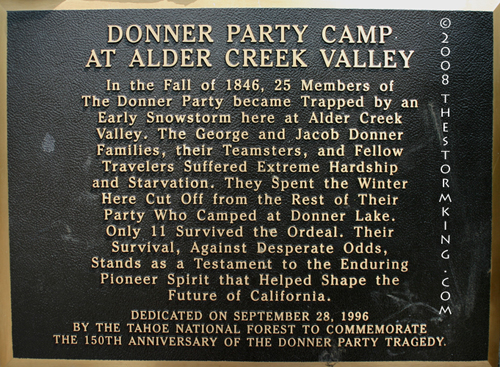 DONNER PARTY CAMP
AT ALDER CREEK VALLEY
In the Fall of 1846, 25 Members of
The Donner Party became Trapped by an
Early Snowstorm here at Alder Creek
Valley. The George and Jacob Donner
Families, their Teamsters, and Fellow
Travelers Suffered Extreme Hardship
and Starvation. They Spent the Winter
Here Cut Off from the Rest of Their
Party Who Camped at Donner Lake.
Only 11 Survived the Ordeal. Their
Survival, Against Desperate Odds,
Stands as a Testament to the Enduring
Pioneer Spirit that Helped Shape the
Future of California.
DEDICATED ON SEPTEMBER 28, 1996
BY THE TAHOE NATIONAL FOREST TO COMMEMORATE
THE 150TH ANNIVERSARY OF THE DONNER PARTY TRAGEDY.
©2008 THESTORMKING.COM